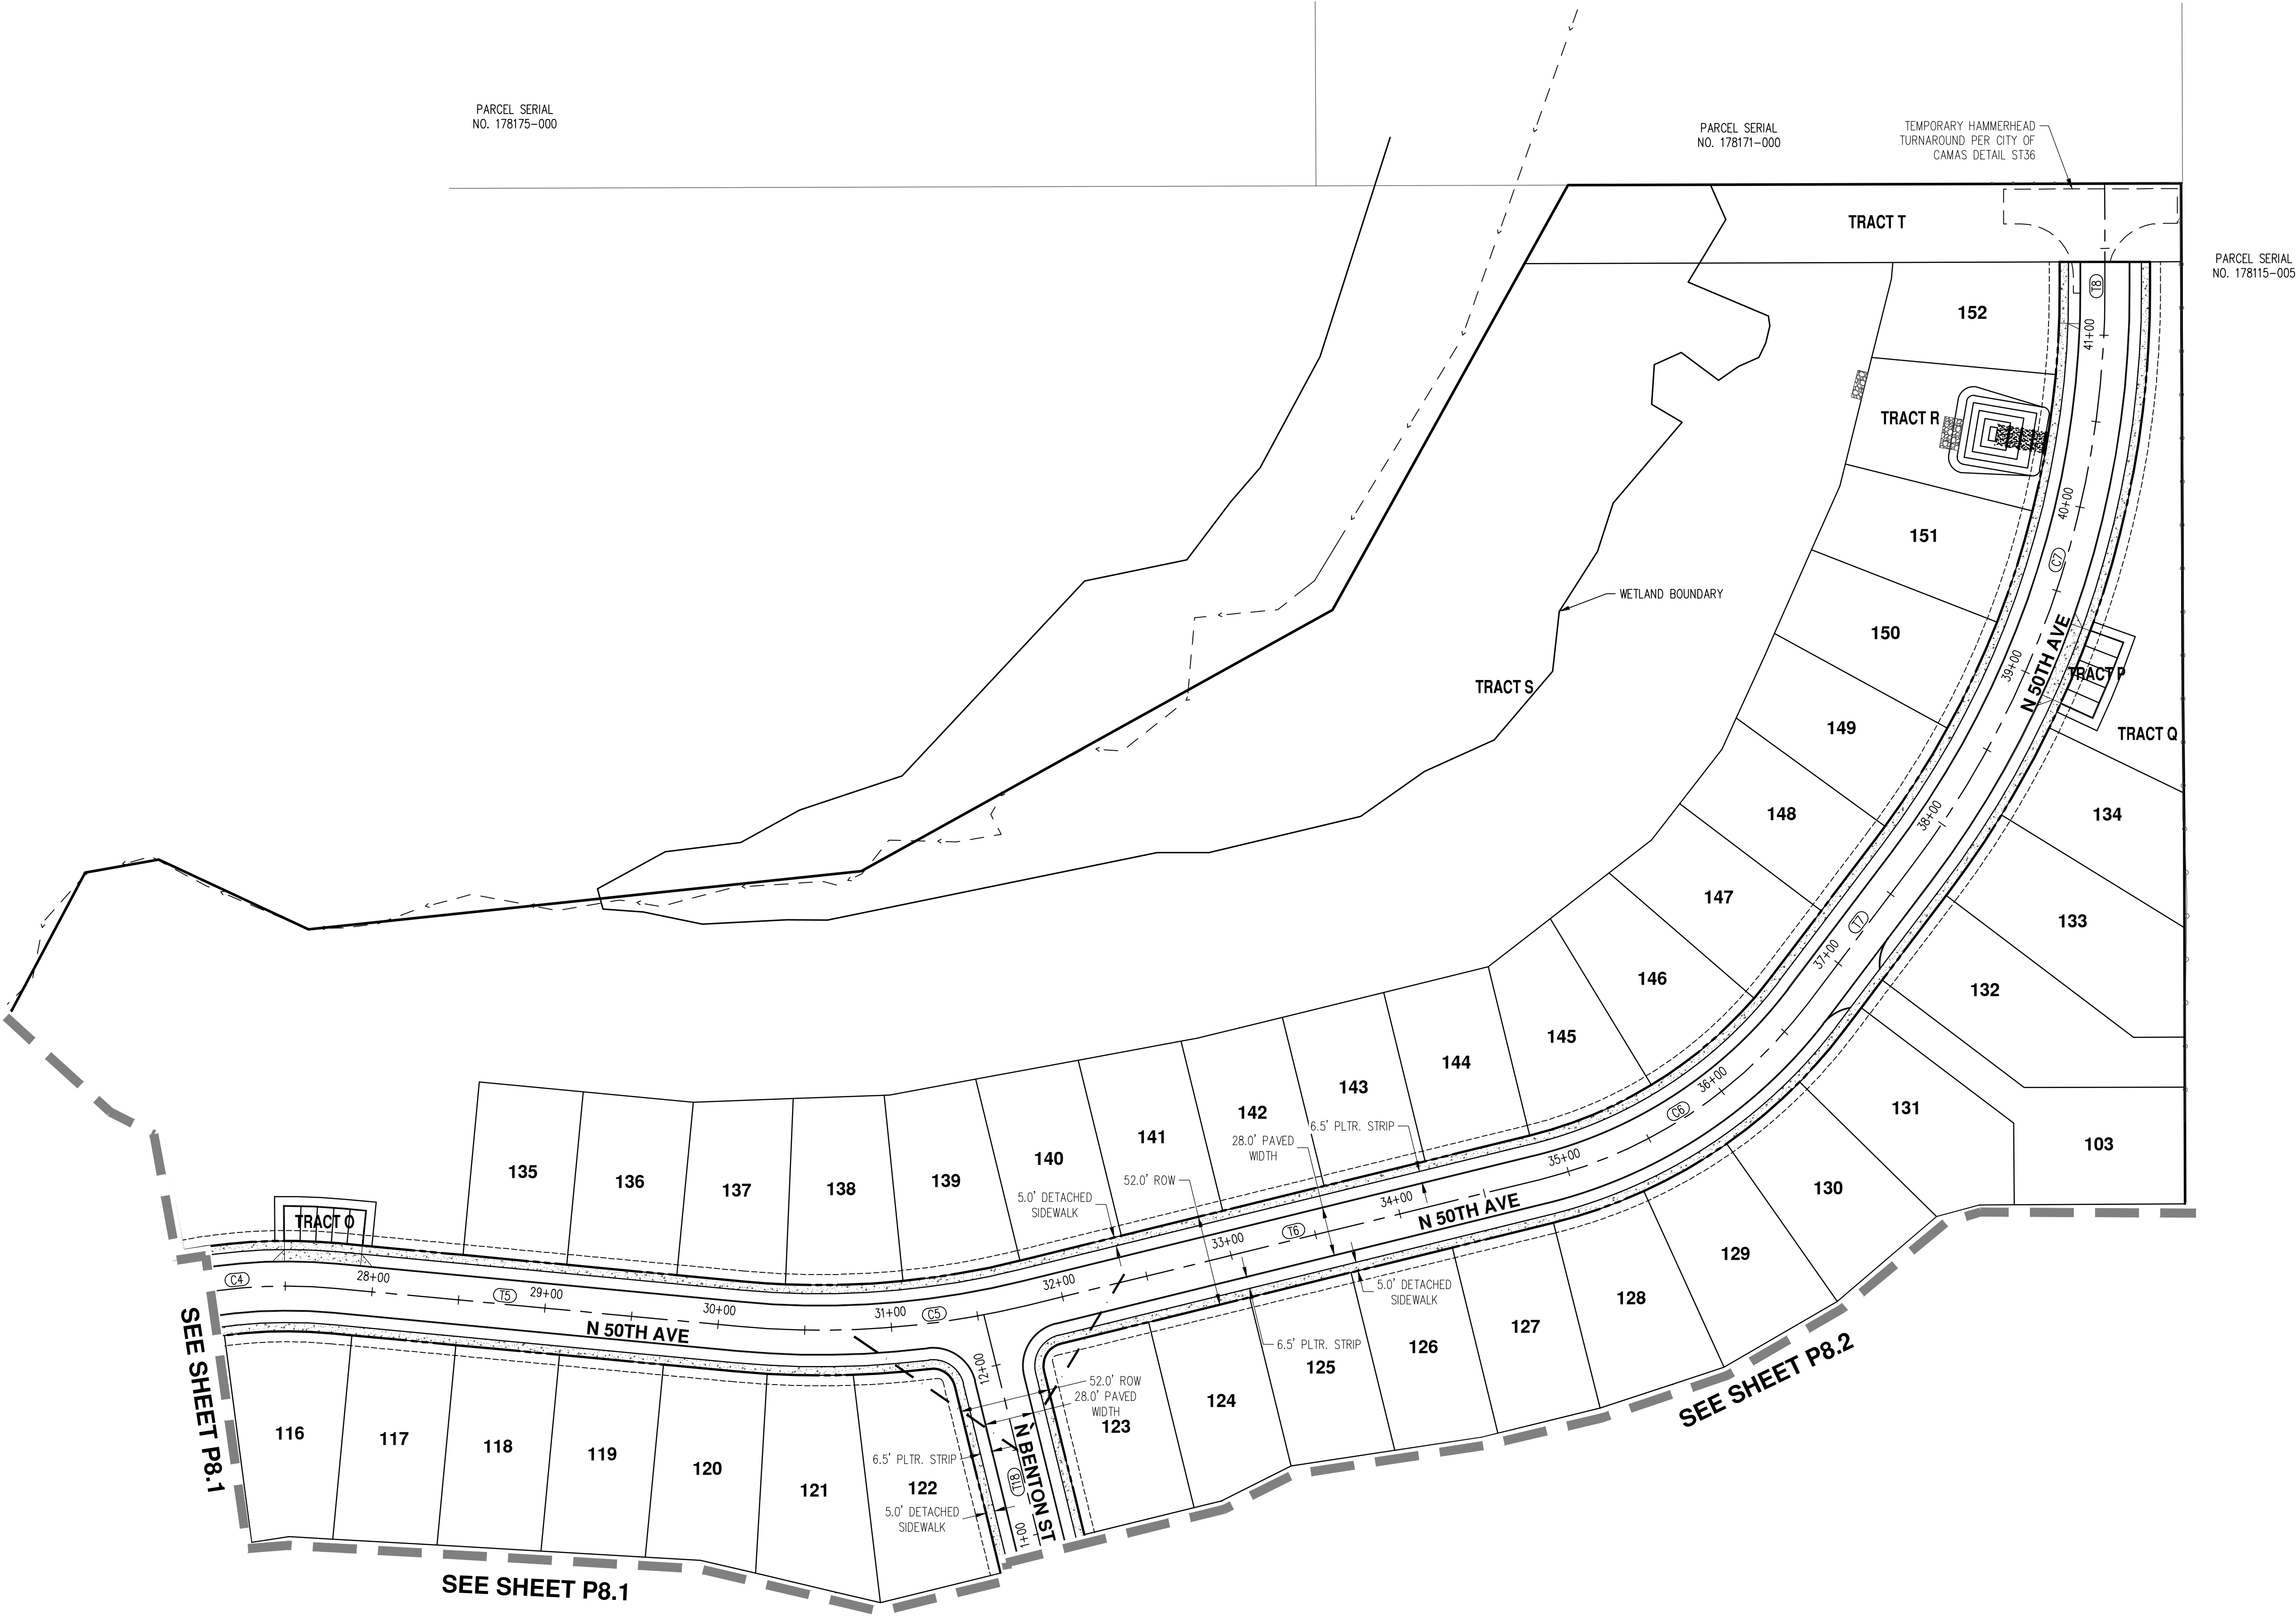 PARCEL SERIAL
NO. 178175-000
PARCEL SERIAL
NO. 178171-000
TEMPORARY HAMMERHEAD
TURNAROUND PER CITY OF
CAMAS DETAIL ST36
TRACT T
PARCEL SERIAL
NO. 178115-005
T8
152
41+00
TRACT R
40+00
151
C7
WETLAND BOUNDARY
150
N 50TH AVE
39+00
TRACT P
TRACT S
149
TRACT Q
148
38+00
134
147
T7
133
37+00
146
132
145
144
36+00
143
C6
131
142
6.5' PLTR. STRIP
28.0' PAVED
WIDTH
141
103
140
35+00
135
136
137
138
139
52.0' ROW
130
5.0' DETACHED
SIDEWALK
34+00
N 50TH AVE
TRACT O
T6
33+00
129
C4
28+00
32+00
5.0' DETACHED
SIDEWALK
T5
29+00
30+00
31+00
C5
128
N 50TH AVE
127
6.5' PLTR. STRIP
126
125
12+00
52.0' ROW
28.0' PAVED
WIDTH
124
123
SEE SHEET P8.2
SEE SHEET P8.1
116
117
118
119
120
121
122
6.5' PLTR. STRIP
5.0' DETACHED
SIDEWALK
T18
N BENTON ST
1+00
SEE SHEET P8.1